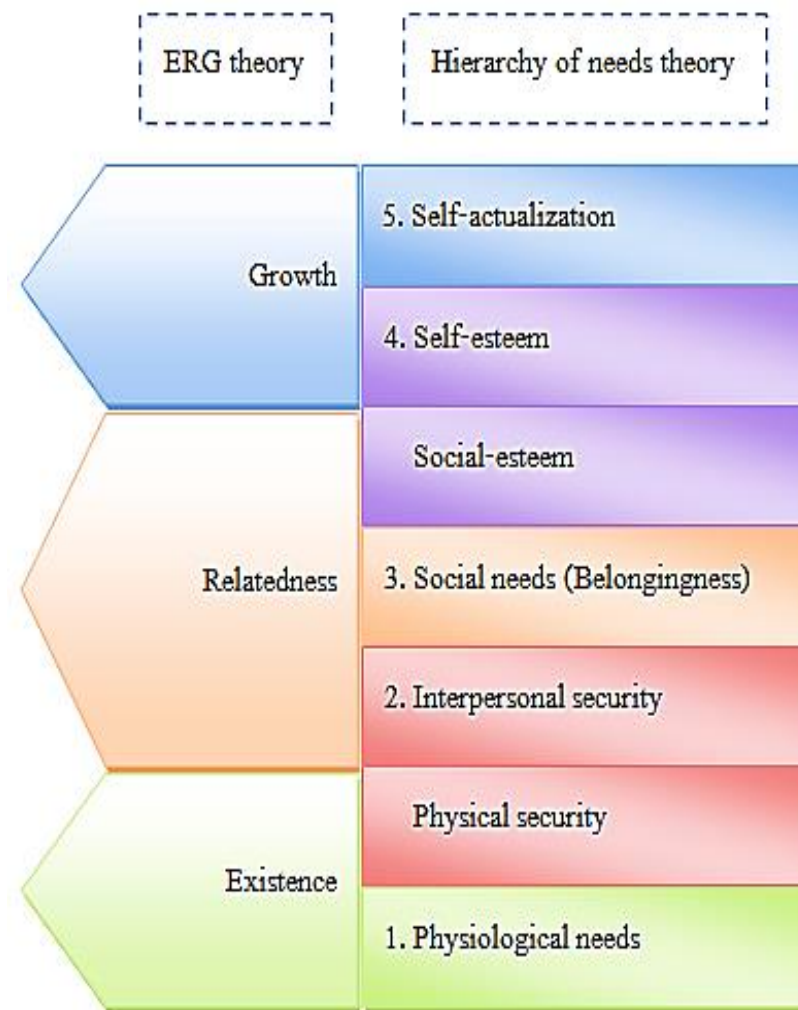 ERG theory
Hierarchy of needs theory
Growth
5. Self-actualization
4. Self-esteem
Social-esteem
Relatedness
3. Social needs (Belongingness)
2. Interpersonal security
Physical security
Existence
1. Physiological needs